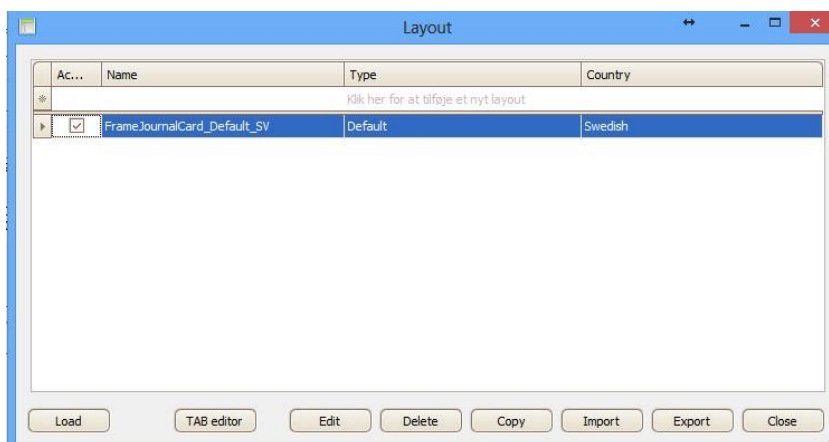 Layout
Ac... Name Type Country
Klik her for at tilføje et nyt layout
FrameJournalCard_Default_SV Default Swedish
Load TAB editor Edit Delete Copy Import Export Close